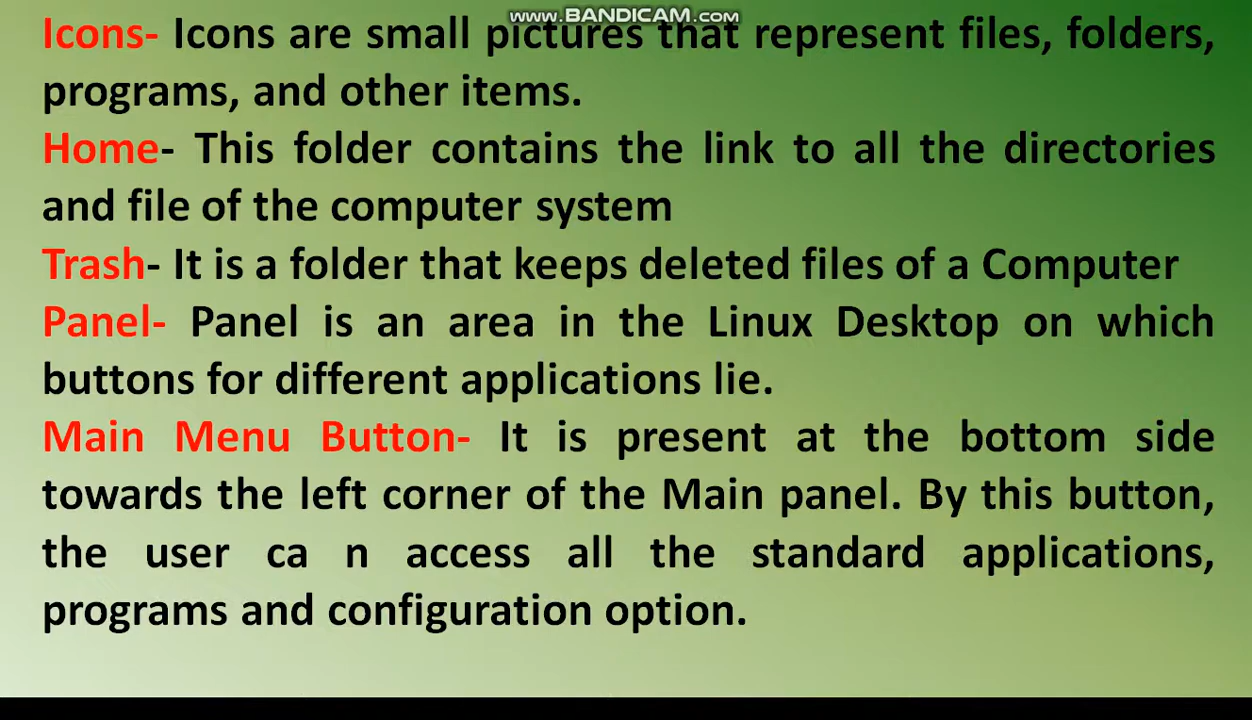 www.BANDICAM.com
Icons- Icons are small pictures that represent files, folders,
programs, and other items.
Home- This folder contains the link to all the directories
and file of the computer system
Trash- It is a folder that keeps deleted files of a Computer
Panel- Panel is an area in the Linux Desktop on which
buttons for different applications lie.
Main Menu Button- It is present at the bottom side
towards the left corner of the Main panel. By this button,
the user ca n access all the standard applications,
programs and configuration option.